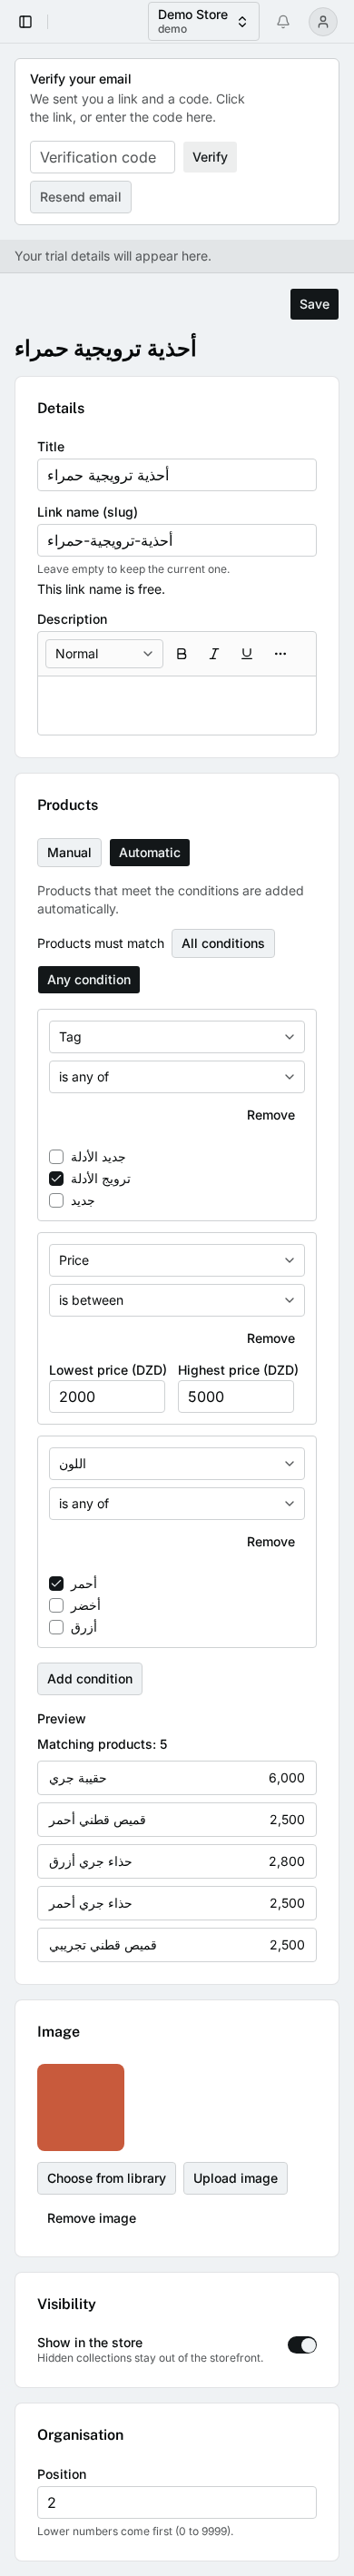 Demo Store
demo
Verify your email
We sent you a link and a code. Click
the link, or enter the code here.
Verification code
Verify
Resend email
Your trial details will appear here.
Save
أحذية ترويجية حمراء
Details
Title
أحذية ترويجية حمراء
Link name (slug)
أحذية-ترويجية-حمراء
Leave empty to keep the current one.
This link name is free.
Description
Normal
B I U ...
Products
Manual
Automatic
Products that meet the conditions are added
automatically.
Products must match
All conditions
Any condition
Tag
is any of
Remove
جديد الأدلة
ترويج الأدلة
جديد
Price
is between
Remove
Lowest price (DZD) Highest price (DZD)
2000 5000
اللون
is any of
Remove
أحمر
أخضر
أزرق
Add condition
Preview
Matching products: 5
حقيبة جري 6,000
قميص قطني أحمر 2,500
حذاء جري أزرق 2,800
حذاء جري أحمر 2,500
قميص قطني تجريبي 2,500
Image
Choose from library
Upload image
Remove image
Visibility
Show in the store
Hidden collections stay out of the storefront.
Organisation
Position
2
Lower numbers come first (0 to 9999).